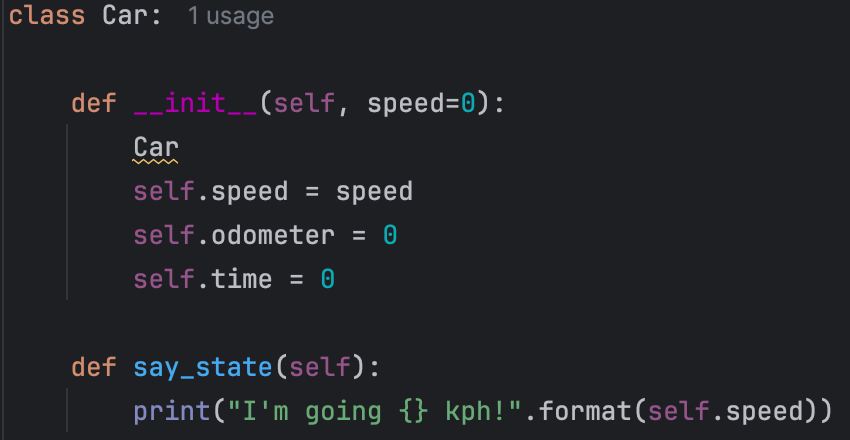 class Car: 1 usage
def __init__(self, speed=0):
Car
self.speed = speed
self.odometer = 0
self.time = 0
def say_state(self):
print("I'm going {} kph!".format(self.speed))